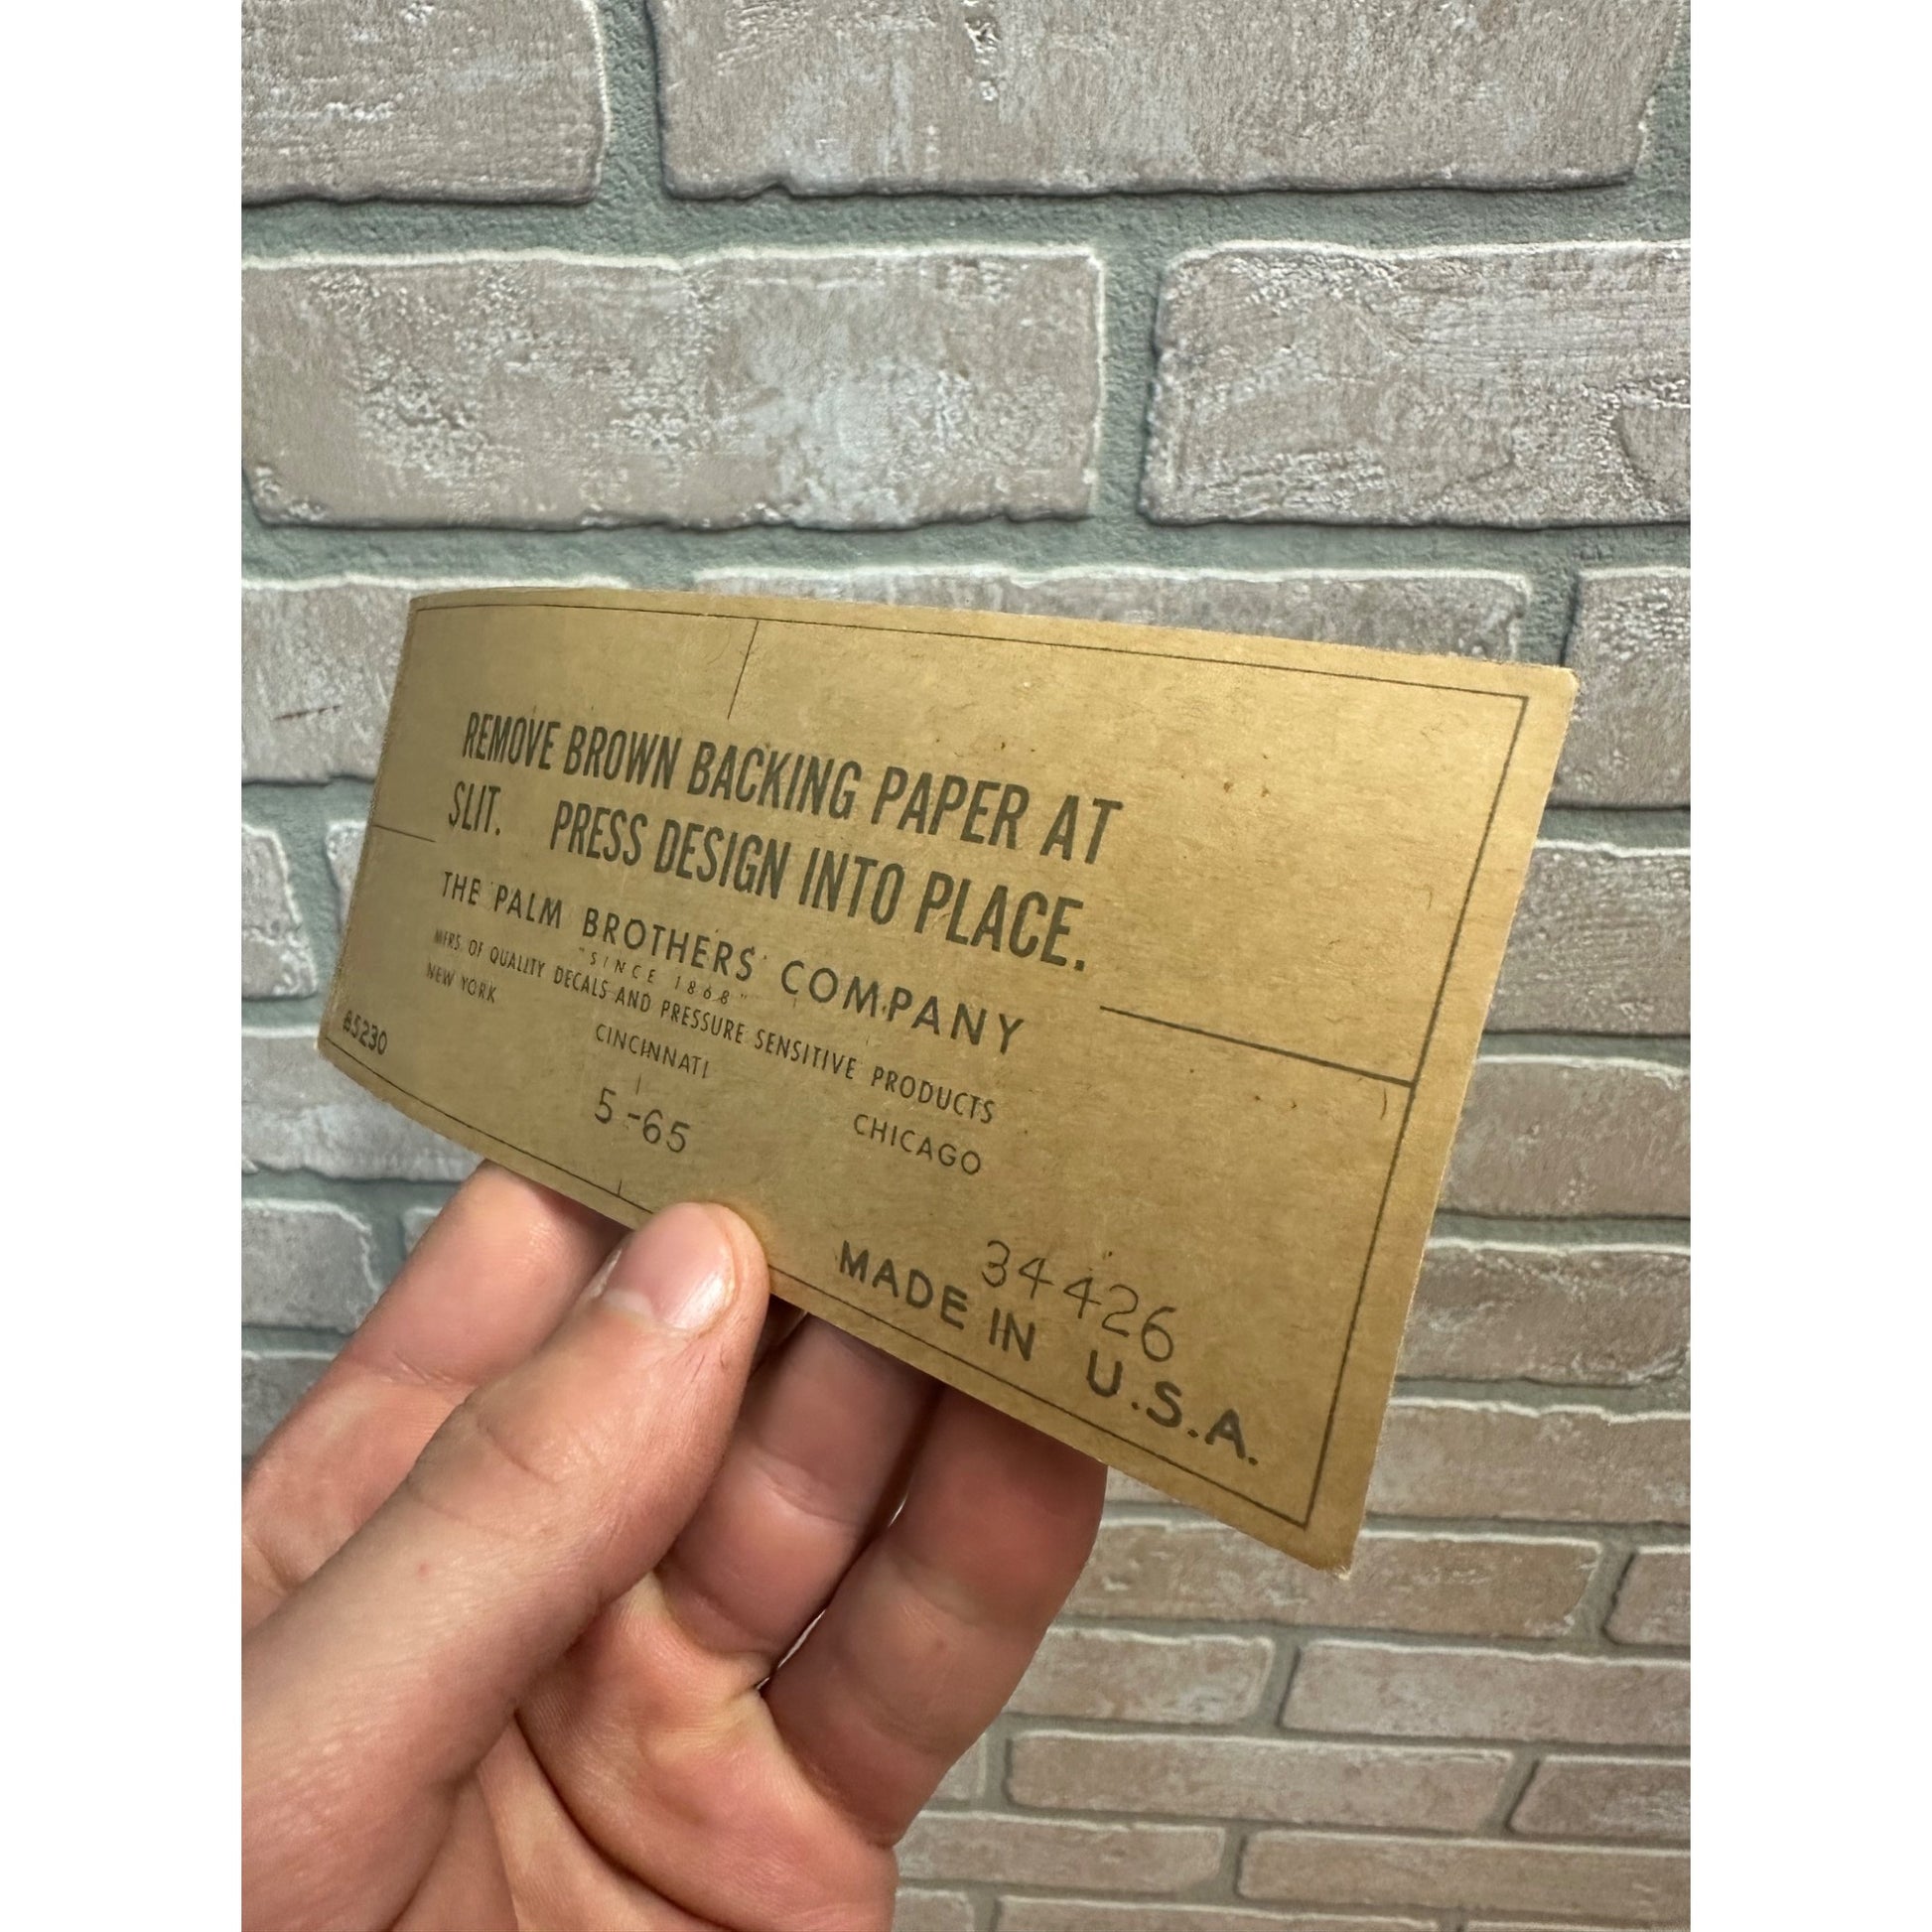 REMOVE BROWN BACKING PAPER AT
SLIT. PRESS DESIGN INTO PLACE.
THE PALM BROTHERS COMPANY
"SINCE 1868"
MFRS. OF QUALITY DECALS AND PRESSURE SENSITIVE PRODUCTS
NEW YORK CINCINNATI CHICAGO
85230
5-65
34426
MADE IN U.S.A.